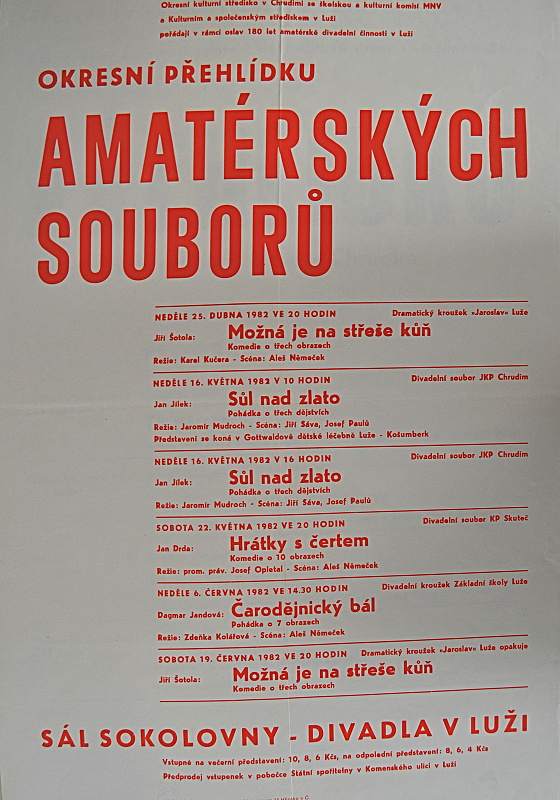 Okresní kulturní středisko v Chrudimi se školskou a kulturní komisí MNV
a Kulturním a společenským střediskem v Luži
pořádají v rámci oslav 180 let amatérské divadelní činnosti v Luži
OKRESNÍ PŘEHLÍDKU
AMATÉRSKÝCH
SOUBORŮ
NEDĚLE 25. DUBNA 1982 VE 20 HODIN Dramatický kroužek »Jaroslav« Luže
Jiří Šotola: Možná je na střeše kůň
Komedie o třech obrazech
Režie: Karel Kučera - Scéna: Aleš Němeček
NEDĚLE 16. KVĚTNA 1982 V 10 HODIN Divadelní soubor JKP Chrudim
Jan Jílek: Sůl nad zlato
Pohádka o třech dějstvích
Režie: Jaromír Mudroch - Scéna: Jiří Sáva, Josef Paulů
Představení se koná v Gottwaldově dětské léčebně Luže - Košumberk
NEDĚLE 16. KVĚTNA 1982 V 16 HODIN Divadelní soubor JKP Chrudim
Jan Jílek: Sůl nad zlato
Pohádka o třech dějstvích
Režie: Jaromír Mudroch - Scéna: Jiří Sáva, Josef Paulů
SOBOTA 22. KVĚTNA 1982 VE 20 HODIN Divadelní soubor KP Skuteč
Jan Drda: Hrátky s čertem
Komedie o 10 obrazech
Režie: prom. práv. Josef Opletal - Scéna: Aleš Němeček
NEDĚLE 6. ČERVNA 1982 VE 14.30 HODIN Divadelní kroužek Základní školy Luže
Dagmar Jandová: Čarodějnický bál
Pohádka o 7 obrazech
Režie: Zdeňka Kolářová - Scéna: Aleš Němeček
SOBOTA 19. ČERVNA 1982 VE 20 HODIN Dramatický kroužek »Jaroslav« Luže opakuje
Jiří Šotola: Možná je na střeše kůň
Komedie o třech obrazech
SÁL SOKOLOVNY - DIVADLA V LUŽI
Vstupné na večerní představení: 10, 8, 6 Kčs, na odpolední představení: 8, 6, 4 Kčs
Předprodej vstupenek v pobočce Státní spořitelny v Komenského ulici v Luži